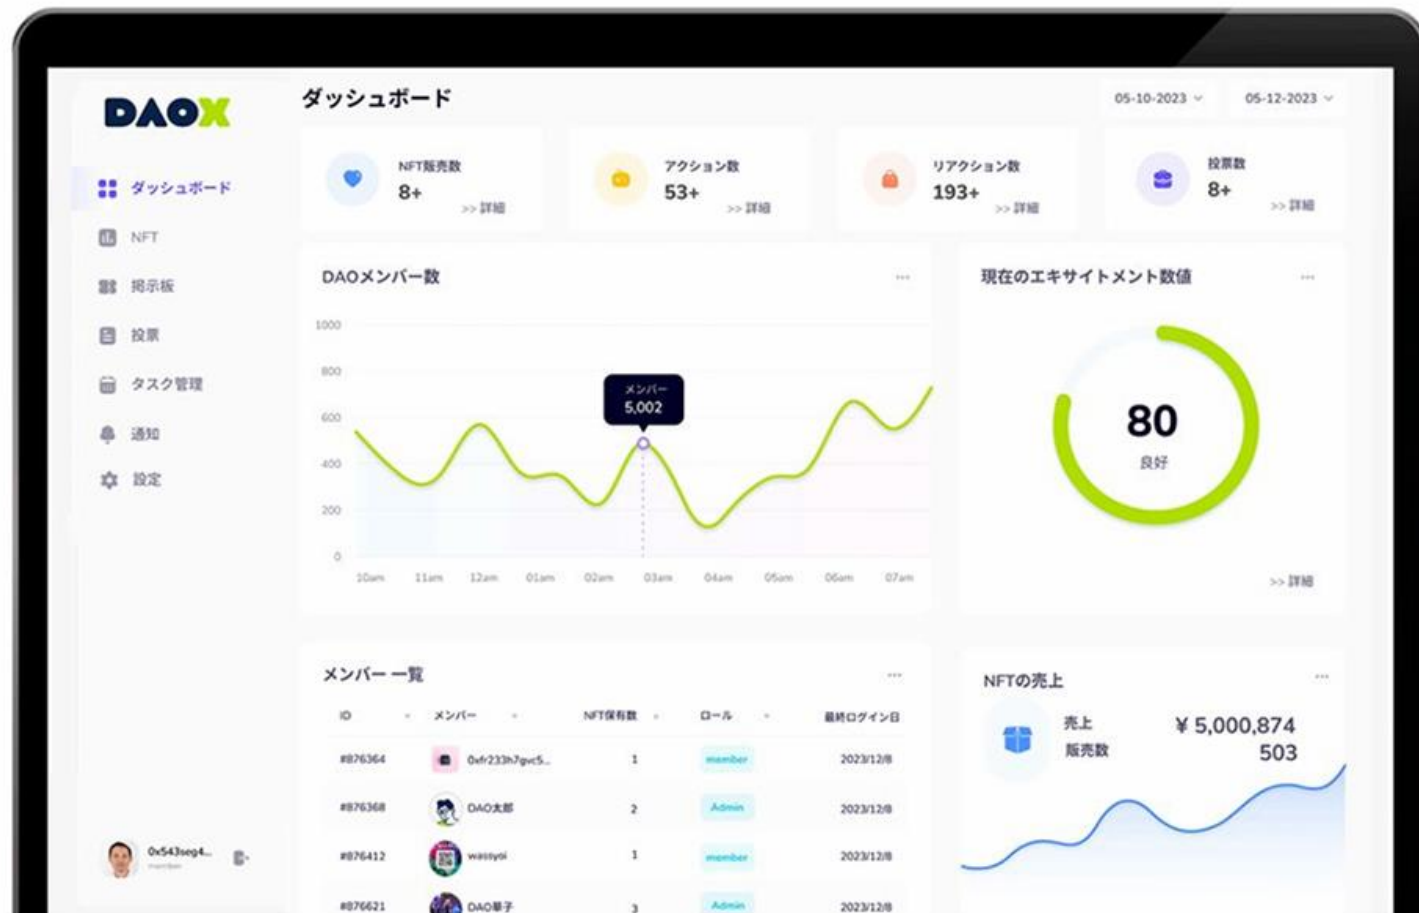 DAOX
ダッシュボード
05-10-2023
05-12-2023
ダッシュボード
NFT
掲示板
投票
タスク管理
通知
設定
0x543seg4...
member
NFT販売数
8+
>> 詳細
アクション数
53+
>> 詳細
リアクション数
193+
>> 詳細
投票数
8+
>> 詳細
DAOメンバー数
...
1000
800
600
400
200
0
メンバー
5,002
10am 11am 12am 01am 02am 03am 04am 05am 06am 07am
現在のエキサイトメント数値
...
80
良好
>> 詳細
メンバー 一覧
...
ID メンバー NFT保有数 ロール 最終ログイン日
#876364 0xfr233h7gvc5... 1 member 2023/12/8
#876368 DAO太郎 2 Admin 2023/12/8
#876412 wassyoi 1 member 2023/12/8
#876621 DAO華子 3 Admin 2023/12/8
NFTの売上
...
売上 ¥ 5,000,874
販売数 503